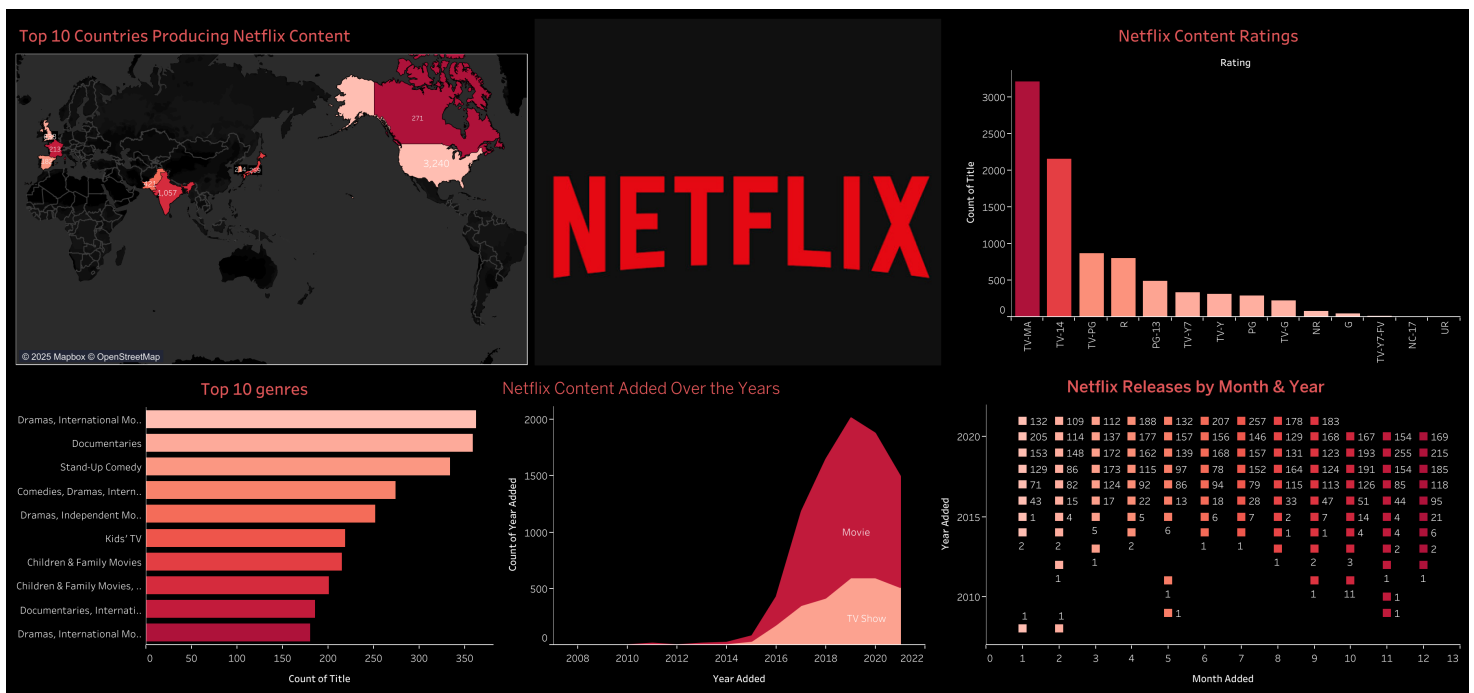 Top 10 Countries Producing Netflix Content
271
213
3,240
1,057
© 2025 Mapbox © OpenStreetMap
NETFLIX
Netflix Content Ratings
Rating
Count of Title
3000
2500
2000
1500
1000
500
0
TV-MA
TV-14
TV-PG
R
PG-13
TV-Y7
TV-Y
PG
TV-G
NR
G
TV-Y7-FV
NC-17
UR
Top 10 genres
Dramas, International Mo..
Documentaries
Stand-Up Comedy
Comedies, Dramas, Intern..
Dramas, Independent Mo..
Kids' TV
Children & Family Movies
Children & Family Movies, ..
Documentaries, Internati..
Dramas, International Mo..
0 50 100 150 200 250 300 350
Count of Title
Netflix Content Added Over the Years
Count of Year Added
2000
1500
1000
500
0
Movie
TV Show
2008 2010 2012 2014 2016 2018 2020 2022
Year Added
Netflix Releases by Month & Year
Year Added
132 109 112 188 132 207 257 178 183
2020 205 114 137 177 157 156 146 129 168 167 154 169
153 148 172 162 139 168 157 131 123 193 255 215
129 86 173 115 97 78 152 164 124 191 154 185
71 82 124 92 86 94 79 115 113 126 85 118
43 15 17 22 13 18 28 33 47 51 44 95
2015 1 4 5 6 7 2 7 14 4 21
5 6 1 1 4 4 6
2 2 2 1 1 2 2
1 1 2 3
1 1
1 1 11 1
2010 1
1 1
1 1
0 1 2 3 4 5 6 7 8 9 10 11 12 13
Month Added